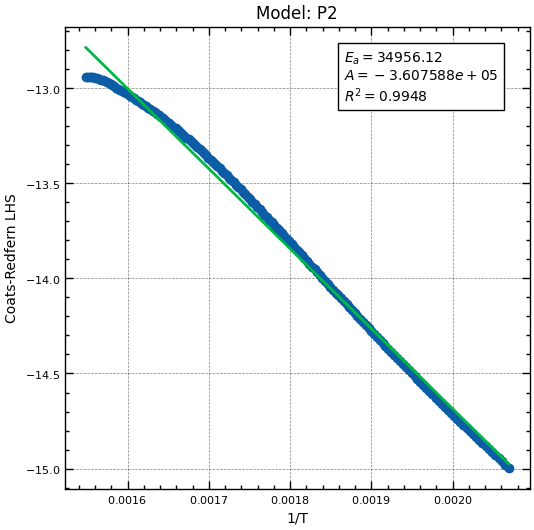 Model: P2
E_a = 34956.12
A = −3.607588e + 05
R² = 0.9948
Coats-Redfern LHS
−13.0
−13.5
−14.0
−14.5
−15.0
0.0016 0.0017 0.0018 0.0019 0.0020
1/T